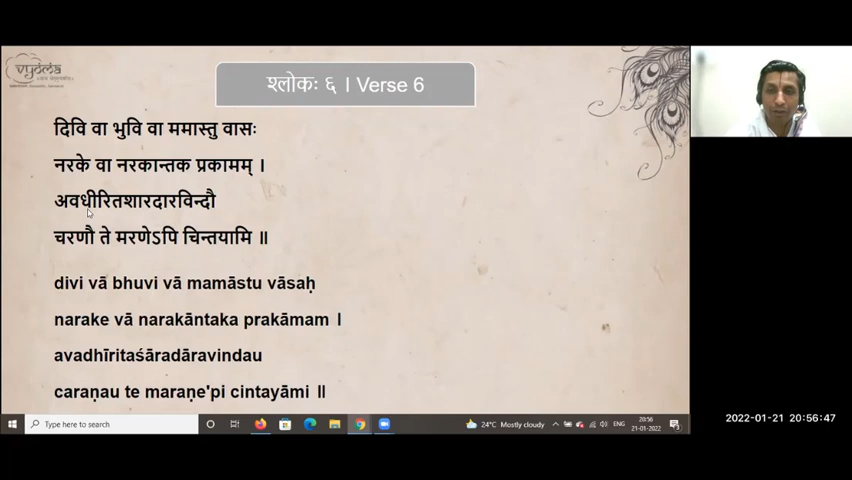 vyoma
श्लोकः ६ । Verse 6
दिवि वा भुवि वा ममास्तु वासः
नरके वा नरकान्तक प्रकामम् ।
अवधीरितशारदारविन्दौ
चरणौ ते मरणेऽपि चिन्तयामि ॥
divi vā bhuvi vā mamāstu vāsaḥ
narake vā narakāntaka prakāmam ।
avadhīritaśāradāravindau
caraṇau te maraṇe'pi cintayāmi ॥
Type here to search
24°C Mostly cloudy
ENG
20:56
21-01-2022
2022-01-21 20:56:47